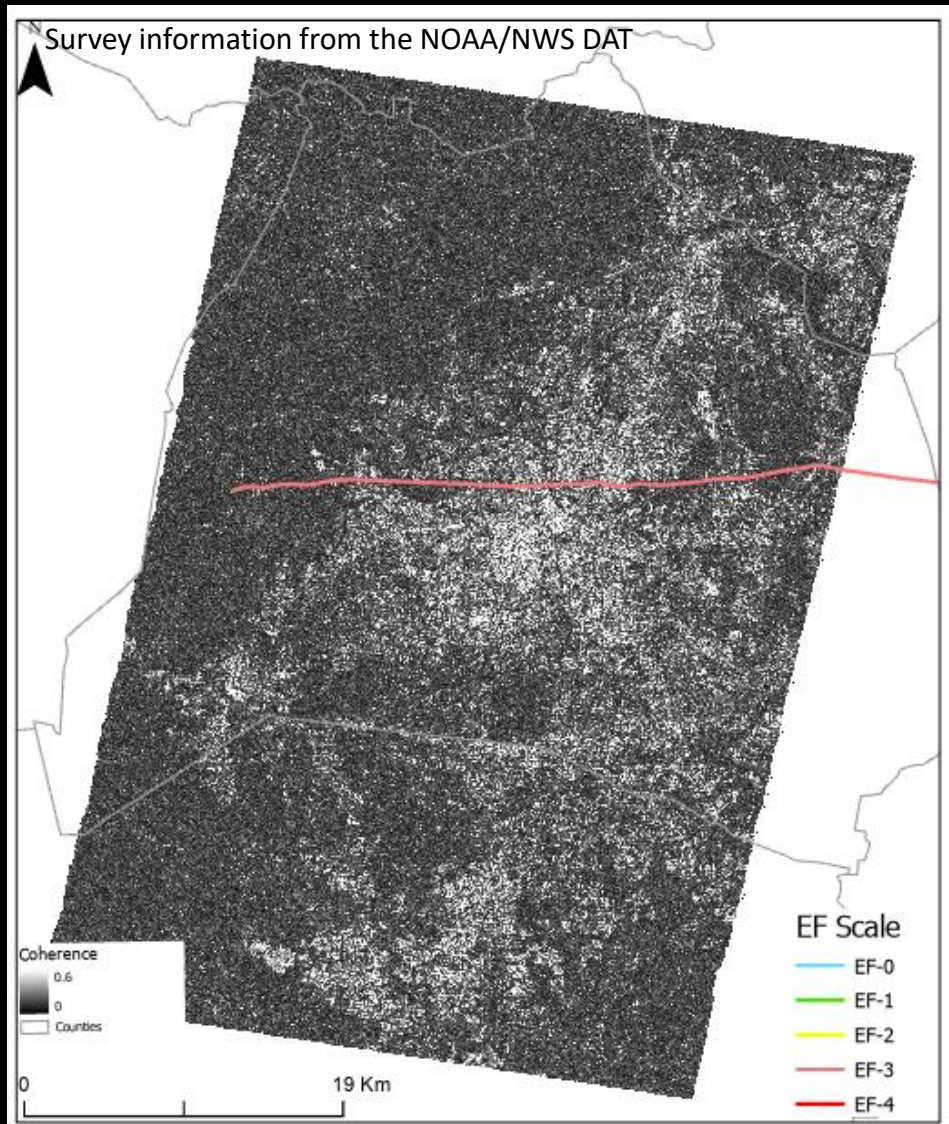 N
Survey information from the NOAA/NWS DAT
Coherence
0.6
0
Counties
0 19 Km
EF Scale
EF-0
EF-1
EF-2
EF-3
EF-4